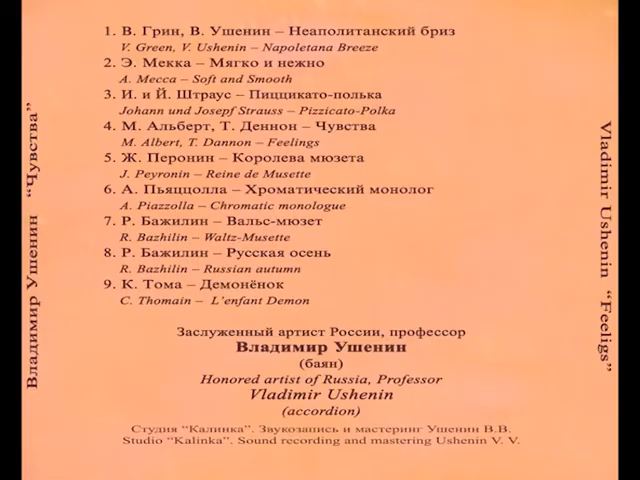 Владимир Ушенин "Чувства"
1. В. Грин, В. Ушенин – Неаполитанский бриз
V. Green, V. Ushenin – Napoletana Breeze
2. Э. Мекка – Мягко и нежно
A. Mecca – Soft and Smooth
3. И. и Й. Штраус – Пиццикато-полька
Johann und Josepf Strauss – Pizzicato-Polka
4. М. Альберт, Т. Деннон – Чувства
M. Albert, T. Dannon – Feelings
5. Ж. Перонин – Королева мюзета
J. Peyronin – Reine de Musette
6. А. Пьяццолла – Хроматический монолог
A. Piazzolla – Chromatic monologue
7. Р. Бажилин – Вальс-мюзет
R. Bazhilin – Waltz-Musette
8. Р. Бажилин – Русская осень
R. Bazhilin – Russian autumn
9. К. Тома – Демонёнок
C. Thomain – L'enfant Demon
Заслуженный артист России, профессор
Владимир Ушенин
(баян)
Honored artist of Russia, Professor
Vladimir Ushenin
(accordion)
Студия "Калинка". Звукозапись и мастеринг Ушенин В.В.
Studio "Kalinka". Sound recording and mastering Ushenin V. V.
Vladimir Ushenin "Feeligs"